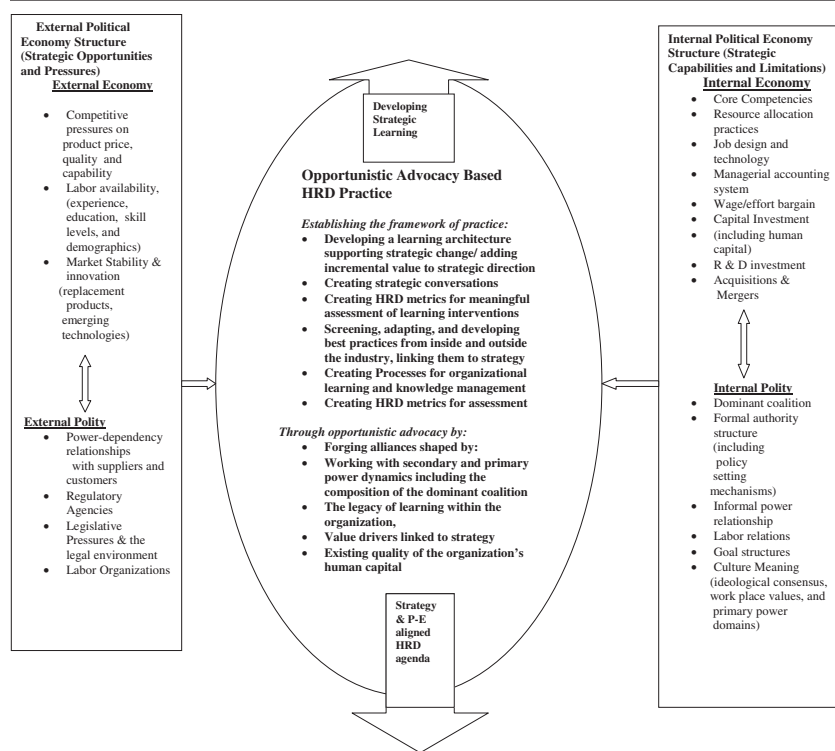 External Political
Economy Structure
(Strategic Opportunities
and Pressures)
External Economy
• Competitive
pressures on
product price,
quality and
capability
• Labor availability,
(experience,
education, skill
levels, and
demographics)
• Market Stability &
innovation
(replacement
products,
emerging
technologies)
External Polity
• Power-dependency
relationships
with suppliers and
customers
• Regulatory
Agencies
• Legislative
Pressures & the
legal environment
• Labor Organizations
Developing
Strategic
Learning
Opportunistic Advocacy Based
HRD Practice
Establishing the framework of practice:
• Developing a learning architecture
supporting strategic change/ adding
incremental value to strategic direction
• Creating strategic conversations
• Creating HRD metrics for meaningful
assessment of learning interventions
• Screening, adapting, and developing
best practices from inside and outside
the industry, linking them to strategy
• Creating Processes for organizational
learning and knowledge management
• Creating HRD metrics for assessment
Through opportunistic advocacy by:
• Forging alliances shaped by:
• Working with secondary and primary
power dynamics including the
composition of the dominant coalition
• The legacy of learning within the
organization,
• Value drivers linked to strategy
• Existing quality of the organization's
human capital
Strategy
& P-E
aligned
HRD
agenda
Internal Political Economy
Structure (Strategic
Capabilities and Limitations)
Internal Economy
• Core Competencies
• Resource allocation
practices
• Job design and
technology
• Managerial accounting
system
• Wage/effort bargain
• Capital Investment
• (including human
capital)
• R & D investment
• Acquisitions &
Mergers
Internal Polity
• Dominant coalition
• Formal authority
structure
(including
policy
setting
mechanisms)
• Informal power
relationship
• Labor relations
• Goal structures
• Culture Meaning
(ideological consensus,
work place values, and
primary power
domains)